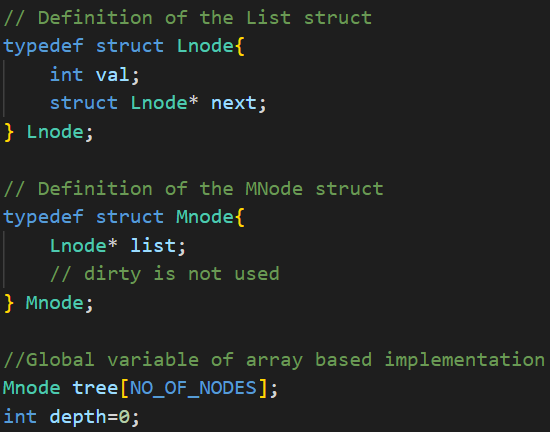 // Definition of the List struct
typedef struct Lnode{
    int val;
    struct Lnode* next;
} Lnode;

// Definition of the MNode struct
typedef struct Mnode{
    Lnode* list;
    // dirty is not used
} Mnode;

//Global variable of array based implementation
Mnode tree[NO_OF_NODES];
int depth=0;